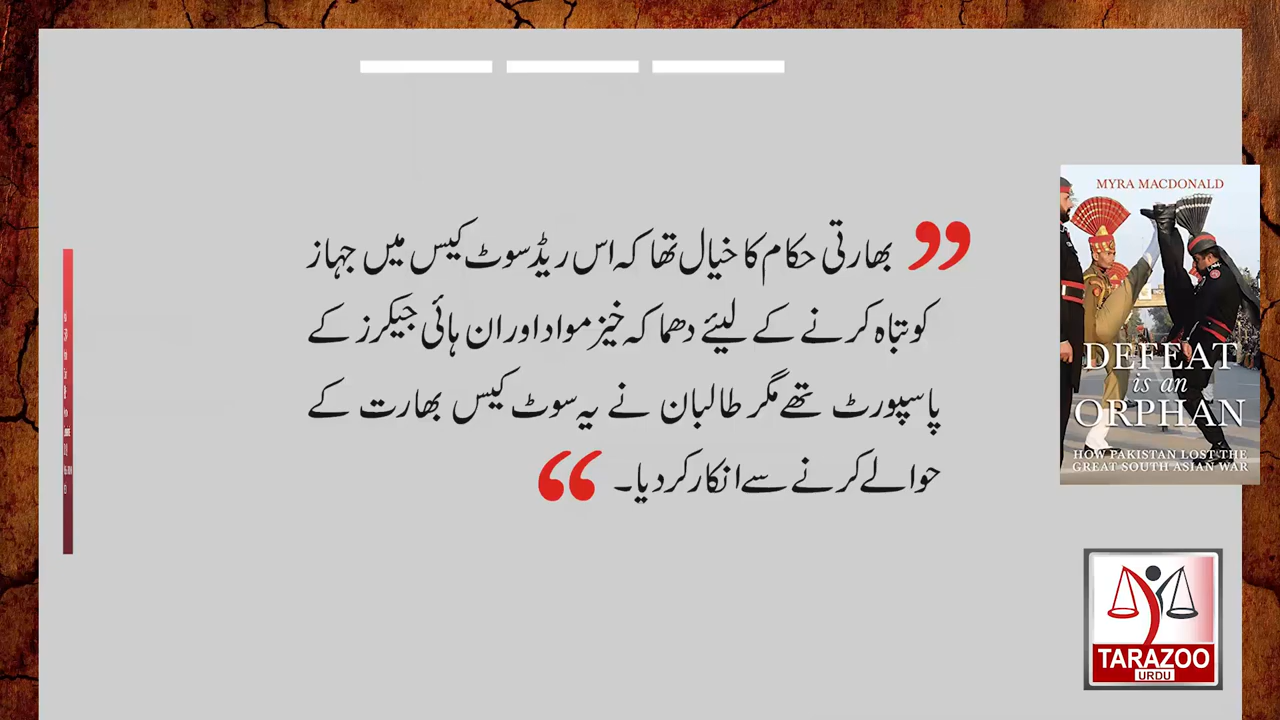 بھارتی حکام کا خیال تھا کہ اس ریڈ سوٹ کیس میں جہاز
کو تباہ کرنے کے لیئے دھماکہ خیز مواد اور ان ہائی جیکرز کے
پاسپورٹ تھے مگر طالبان نے یہ سوٹ کیس بھارت کے
حوالے کرنے سے انکار کردیا۔
MYRA MACDONALD
DEFEAT
is an
ORPHAN
HOW PAKISTAN LOST THE
GREAT SOUTH ASIAN WAR
TARAZOO
URDU